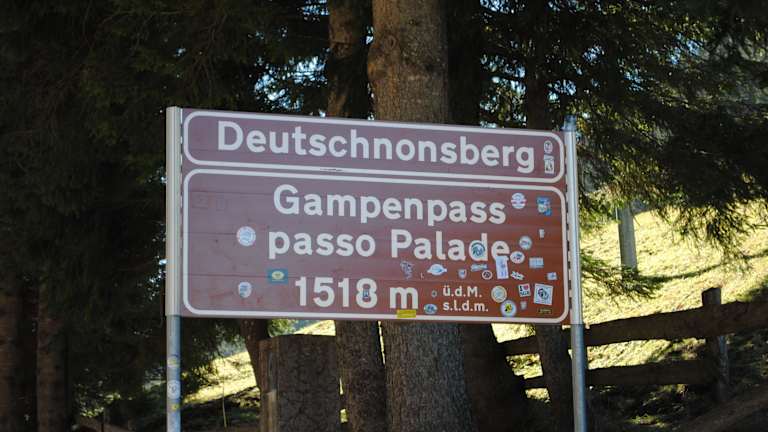 Deutschnonsberg
Gampenpass
passo Palade
1518 m
ü.d.M.
s.l.d.m.